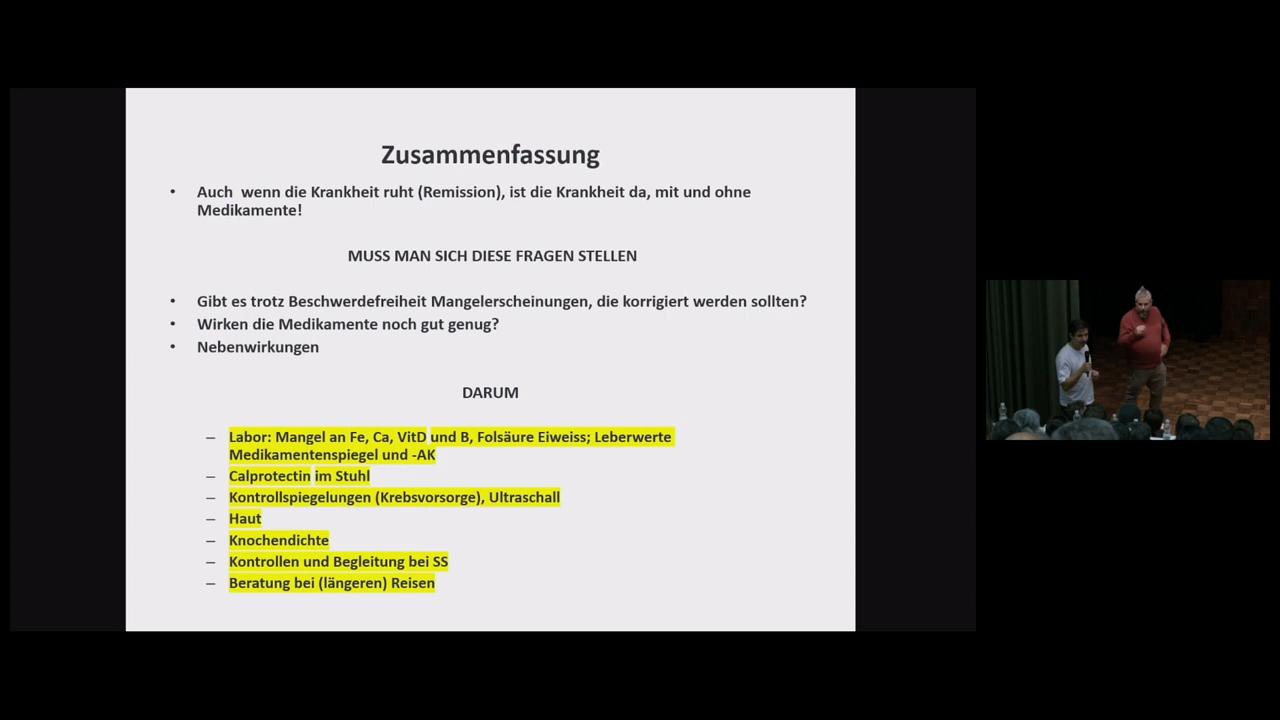 Zusammenfassung
• Auch  wenn die Krankheit ruht (Remission), ist die Krankheit da, mit und ohne
Medikamente!
MUSS MAN SICH DIESE FRAGEN STELLEN
• Gibt es trotz Beschwerdefreiheit Mangelerscheinungen, die korrigiert werden sollten?
• Wirken die Medikamente noch gut genug?
• Nebenwirkungen
DARUM
– Labor: Mangel an Fe, Ca, VitD und B, Folsäure Eiweiss; Leberwerte
Medikamentenspiegel und -AK
– Calprotectin im Stuhl
– Kontrollspiegelungen (Krebsvorsorge), Ultraschall
– Haut
– Knochendichte
– Kontrollen und Begleitung bei SS
– Beratung bei (längeren) Reisen